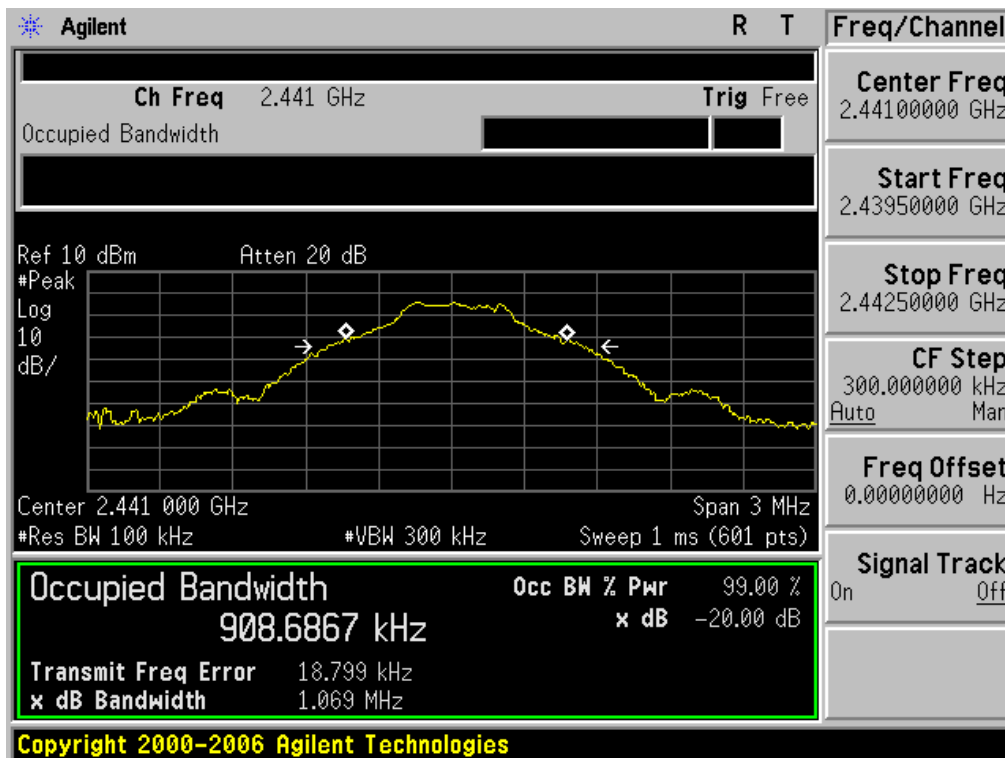 Agilent R T
Ch Freq 2.441 GHz Trig Free
Occupied Bandwidth
Ref 10 dBm Atten 20 dB
#Peak
Log
10
dB/
Center 2.441 000 GHz Span 3 MHz
#Res BW 100 kHz #VBW 300 kHz Sweep 1 ms (601 pts)
Occupied Bandwidth
908.6867 kHz
Occ BW % Pwr 99.00 %
x dB -20.00 dB
Transmit Freq Error 18.799 kHz
x dB Bandwidth 1.069 MHz
Copyright 2000-2006 Agilent Technologies
Freq/Channel
Center Freq
2.44100000 GHz
Start Freq
2.43950000 GHz
Stop Freq
2.44250000 GHz
CF Step
300.000000 kHz
Auto Man
Freq Offset
0.00000000 Hz
Signal Track
On Off